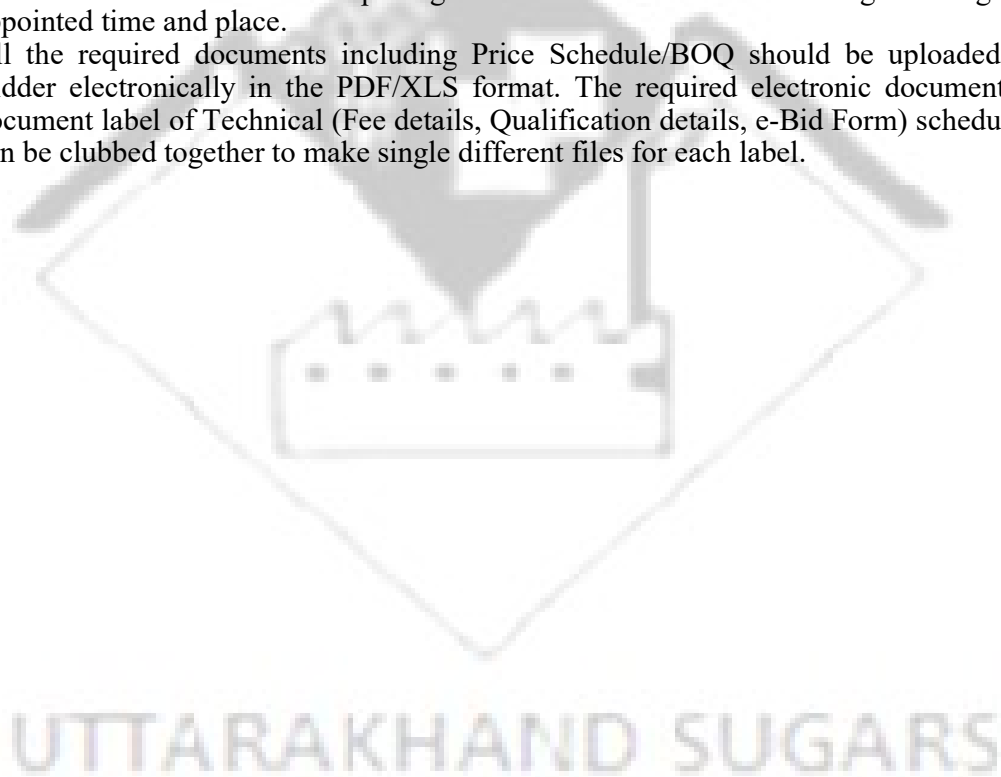 ppointed time and place.
ll the required documents including Price Schedule/BOQ should be uploaded
dder electronically in the PDF/XLS format. The required electronic document
ocument label of Technical (Fee details, Qualification details, e-Bid Form) schedu
n be clubbed together to make single different files for each label.
UTTARAKHAND SUGARS